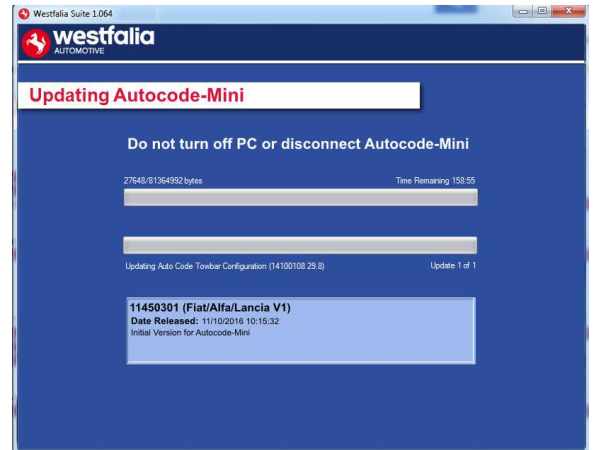 Westfalia Suite 1.064
westfalia
AUTOMOTIVE
Updating Autocode-Mini
Do not turn off PC or disconnect Autocode-Mini
27648/81364992 bytes Time Remaining 158:55
Updating Auto Code Towbar Configuration (14100108 29.8) Update 1 of 1
11450301 (Fiat/Alfa/Lancia V1)
Date Released: 11/10/2016 10:15:32
Initial Version for Autocode-Mini